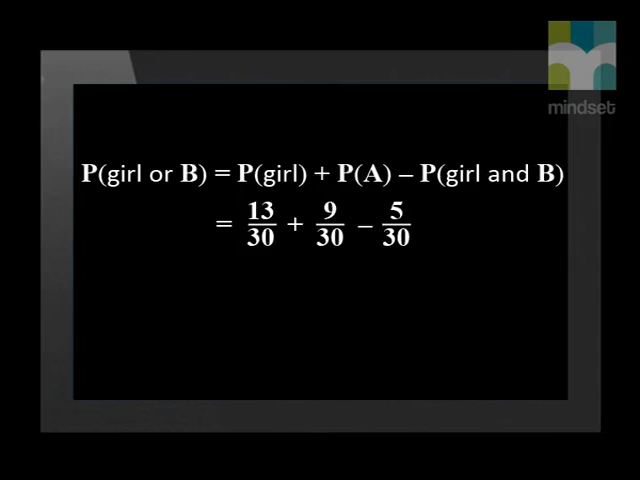 mindset
P(girl or B) = P(girl) + P(A) – P(girl and B)
= 13/30 + 9/30 – 5/30